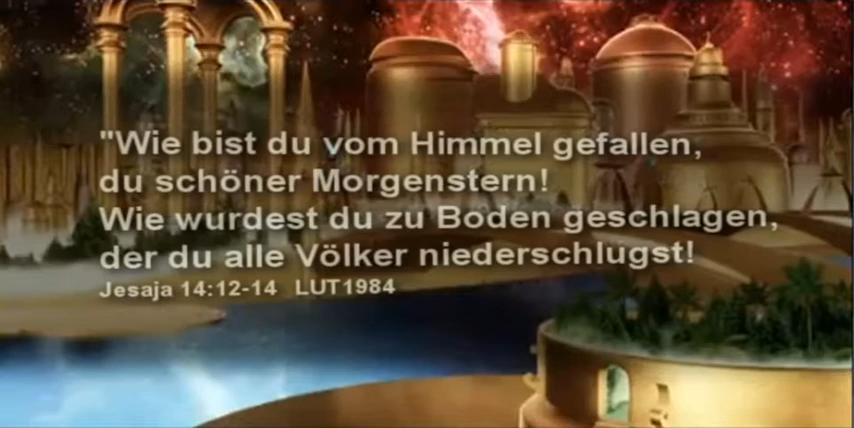 "Wie bist du vom Himmel gefallen,
du schöner Morgenstern!
Wie wurdest du zu Boden geschlagen,
der du alle Völker niederschlugst!
Jesaja 14:12-14 LUT1984